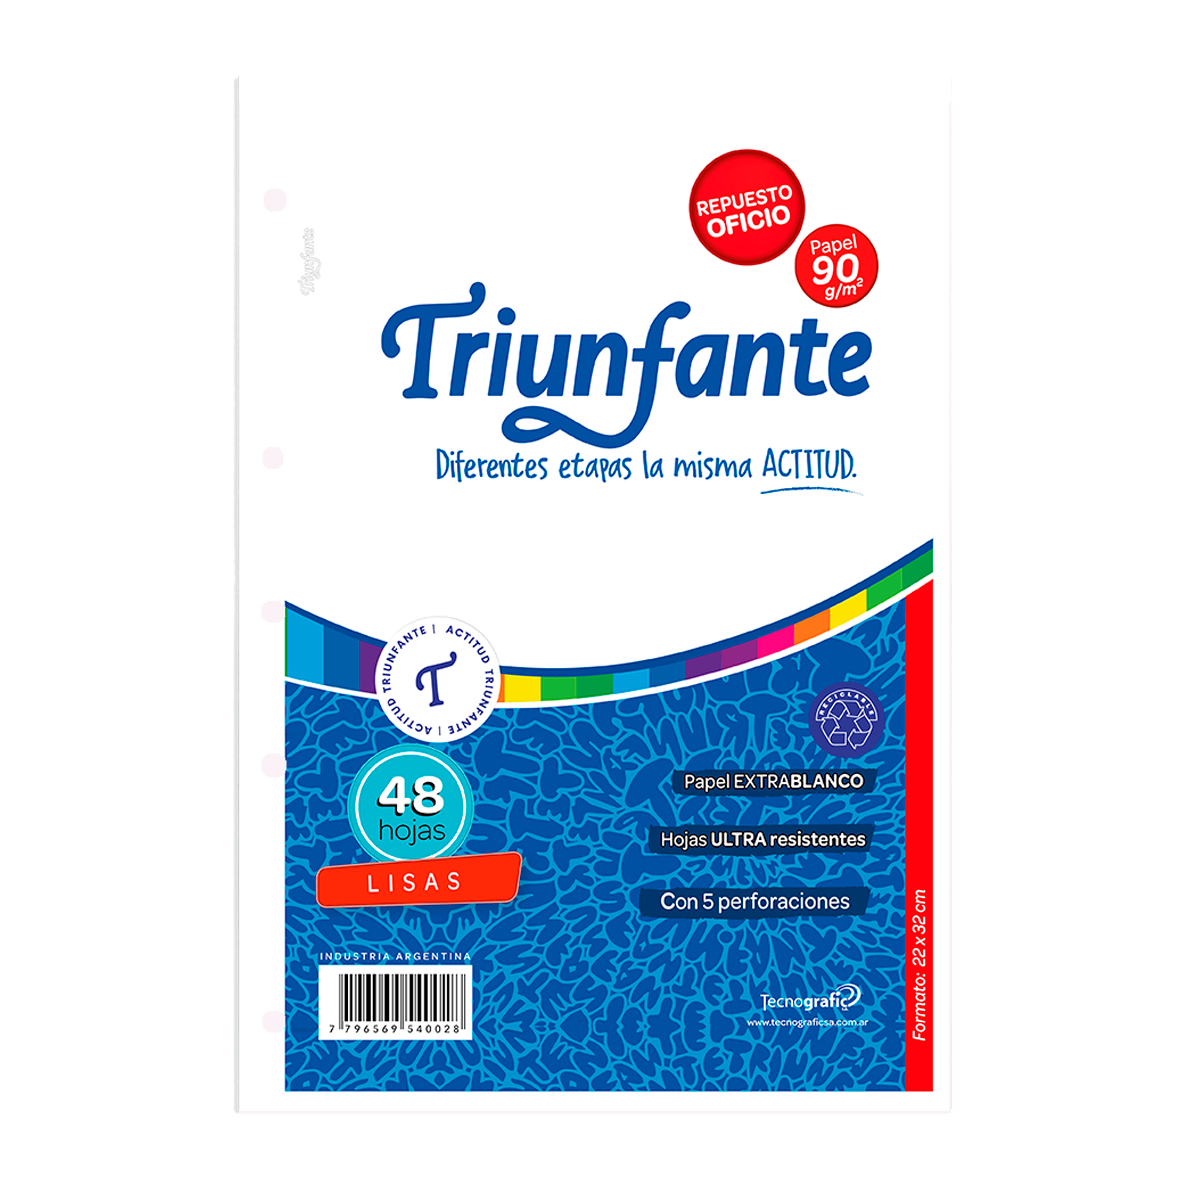 REPUESTO
OFICIO
Papel
90
g/m²
Triunfante
Triunfante
Diferentes etapas la misma ACTITUD.
ACTITUD TRIUNFANTE | ACTITUD TRIUNFANTE |
T
RECICLABLE
48
hojas
LISAS
Papel EXTRABLANCO
Hojas ULTRA resistentes
Con 5 perforaciones
Formato: 22 x 32 cm
INDUSTRIA ARGENTINA
7 796569 540028
Tecnografic
www.tecnograficsa.com.ar